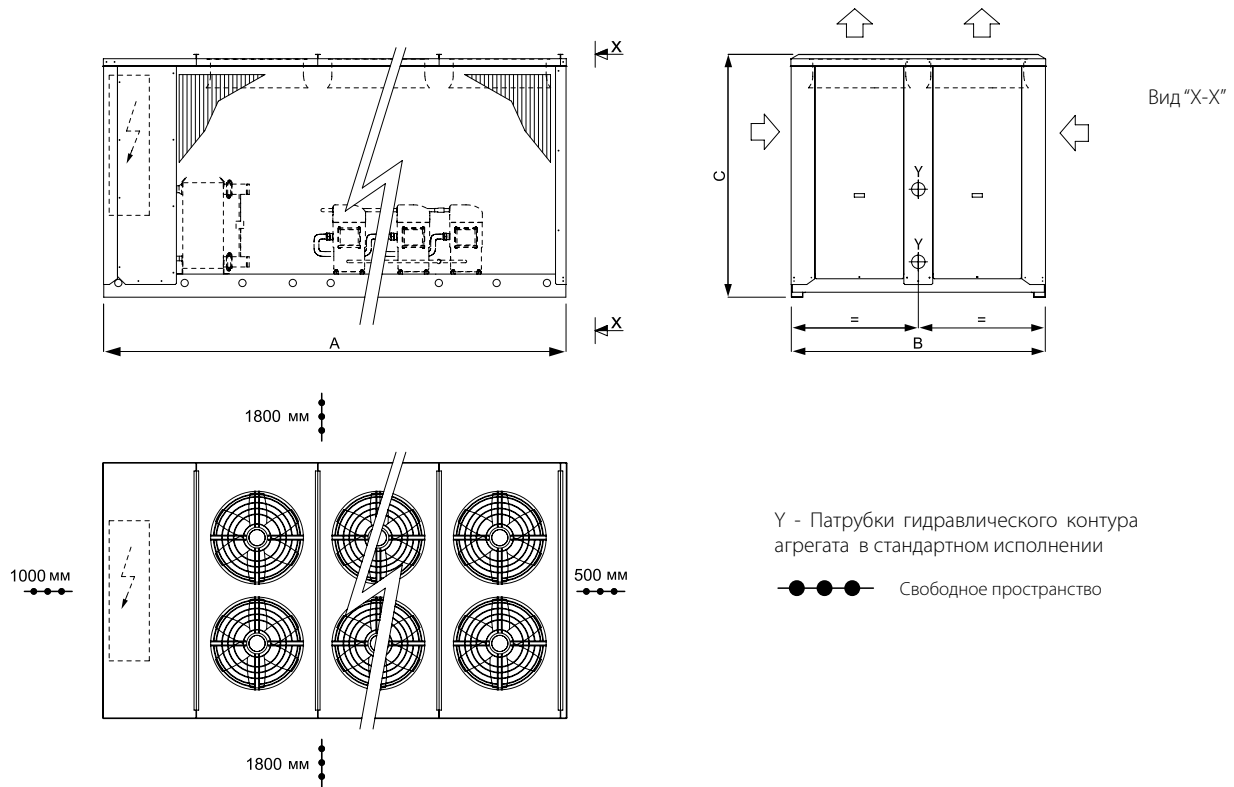 X
Вид “X-X”
C
Y
Y
X
A
=
=
B
1800 мм
1000 мм
500 мм
Y - Патрубки гидравлического контура
агрегата в стандартном исполнении
Свободное пространство
1800 мм